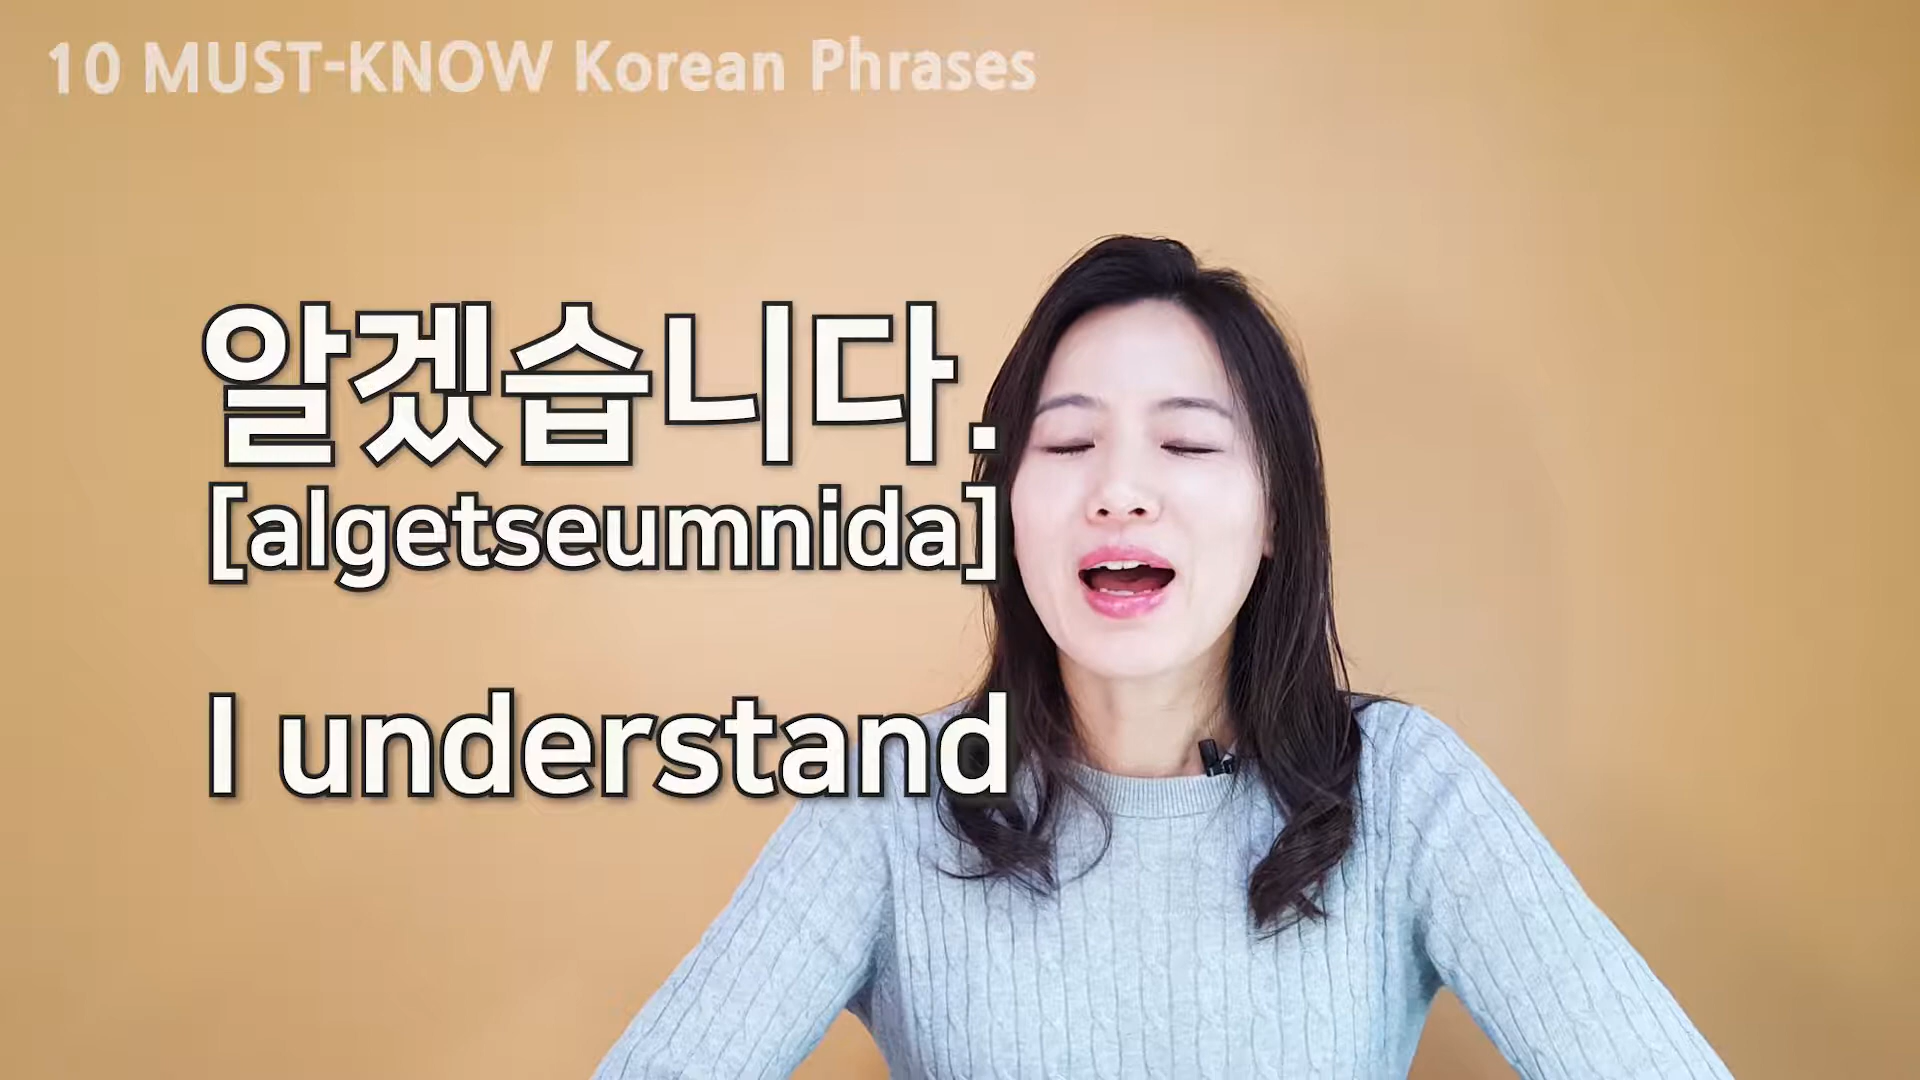 10 MUST-KNOW Korean Phrases
알겠습니다.
[algetseumnida]
I understand